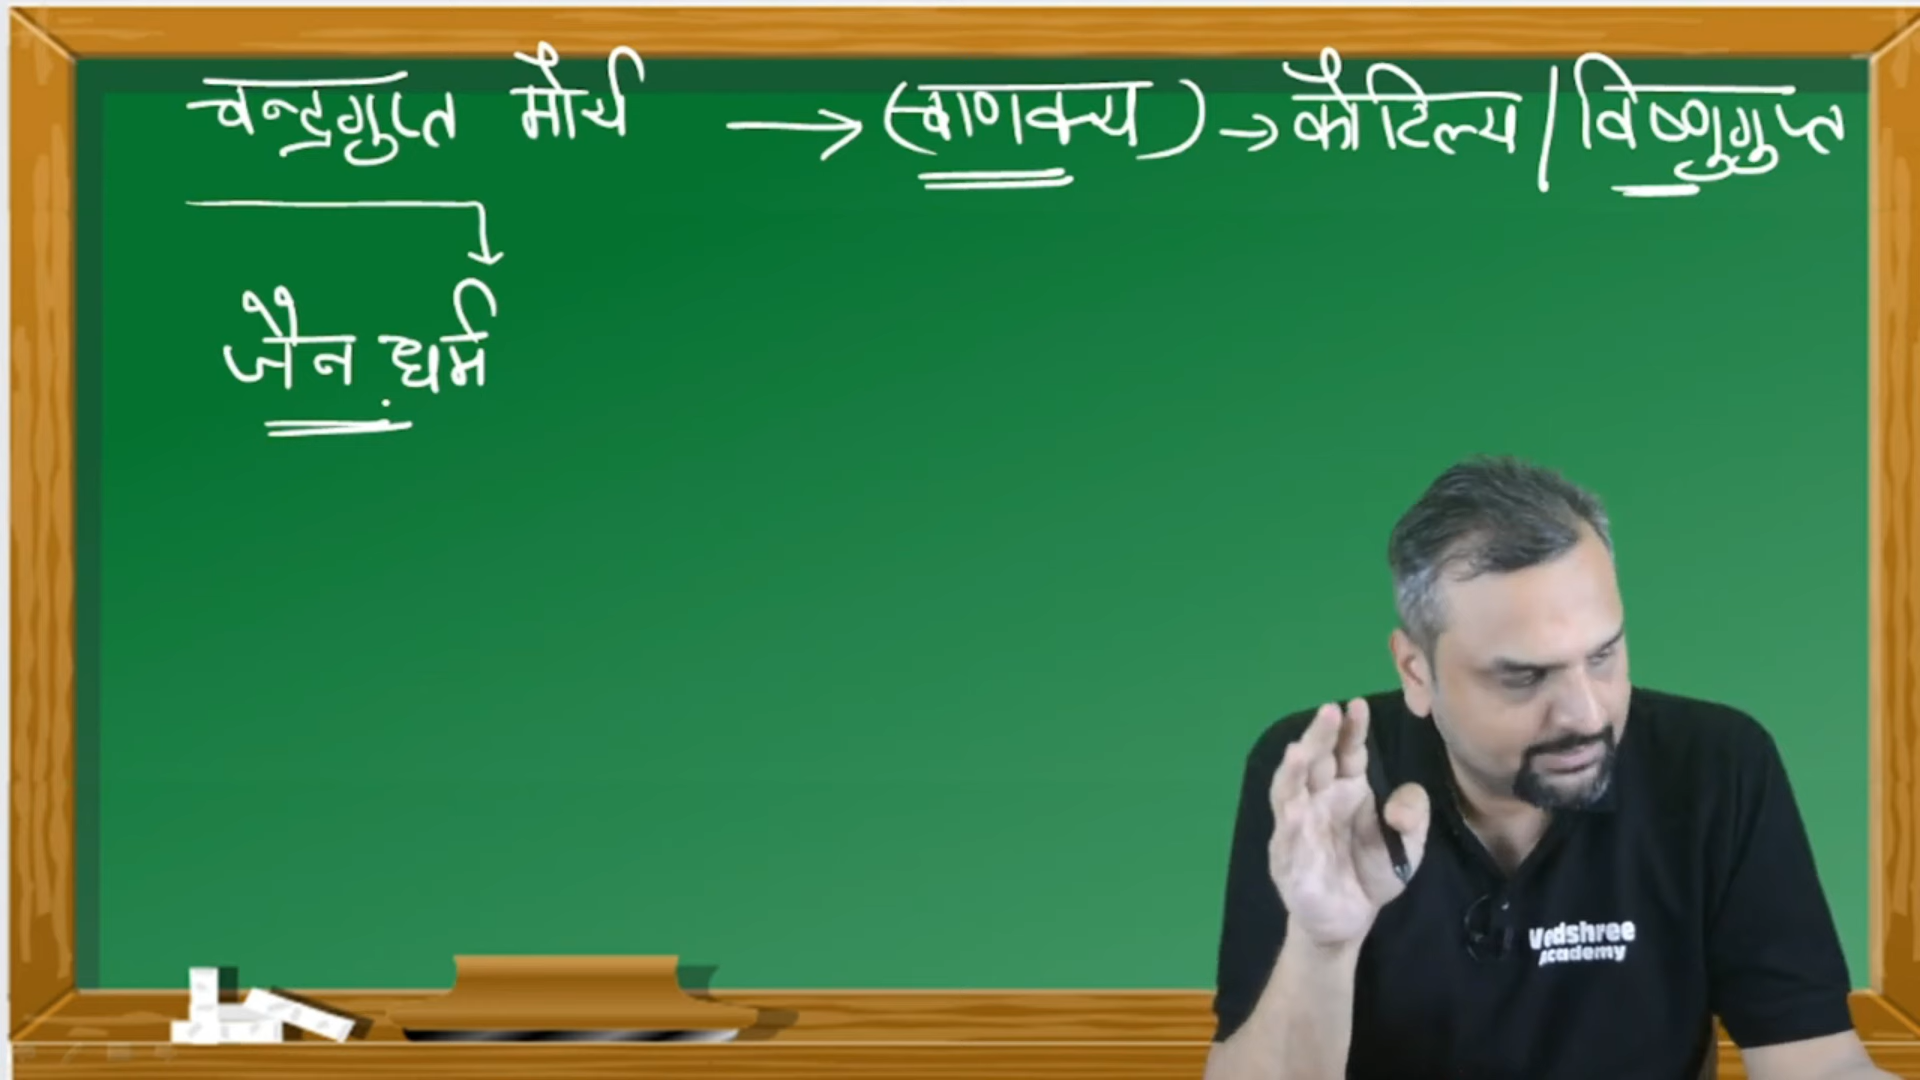 चन्द्रगुप्त मौर्य → (चाणक्य) → कौटिल्य / विष्णुगुप्त
जैन धर्म
Vedshree
Academy